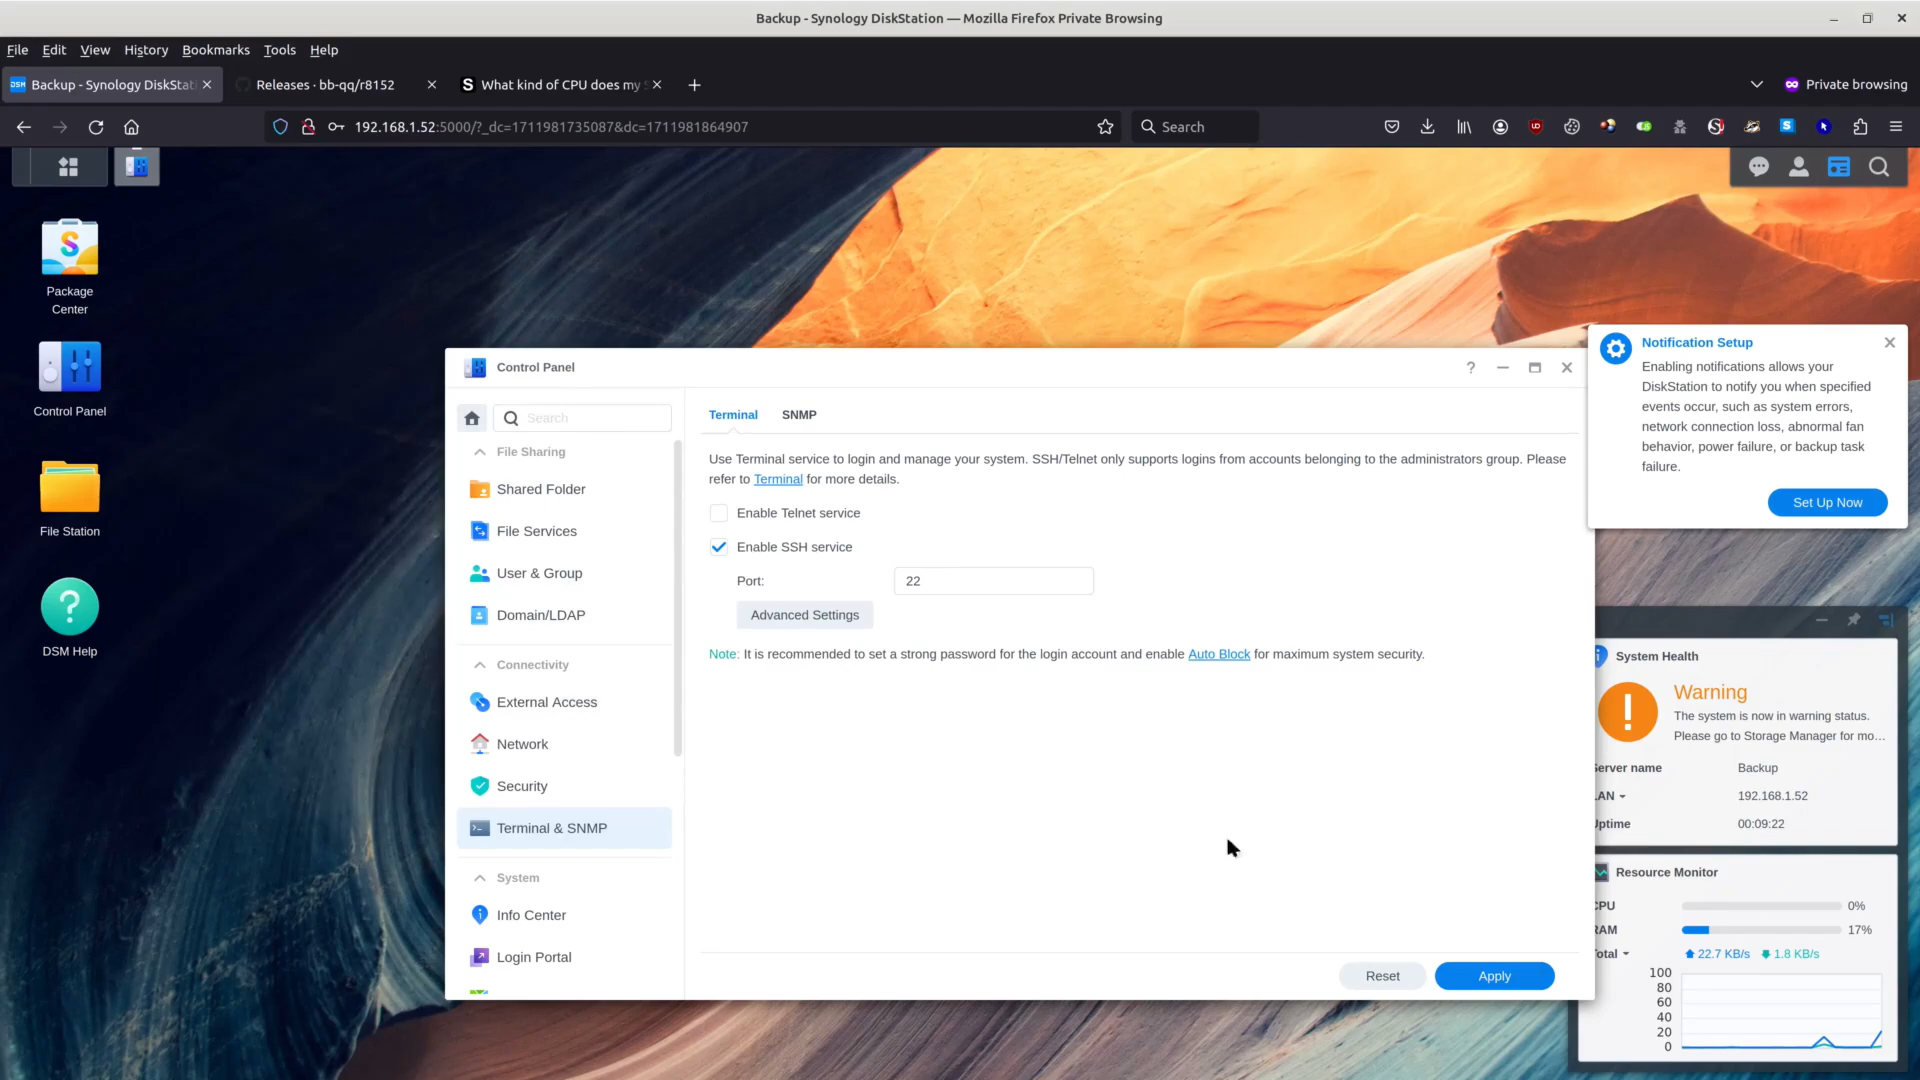 Backup - Synology DiskStation — Mozilla Firefox Private Browsing
File Edit View History Bookmarks Tools Help
DSM Backup - Synology DiskStat
Releases · bb-qq/r8152
What kind of CPU does my
Private browsing
192.168.1.52:5000/?_dc=1711981735087&dc=1711981864907
Search
Package
Center
Control Panel
File Station
DSM Help
Control Panel
Search
File Sharing
Shared Folder
File Services
User & Group
Domain/LDAP
Connectivity
External Access
Network
Security
Terminal & SNMP
System
Info Center
Login Portal
Terminal SNMP
Use Terminal service to login and manage your system. SSH/Telnet only supports logins from accounts belonging to the administrators group. Please
refer to Terminal for more details.
Enable Telnet service
Enable SSH service
Port: 22
Advanced Settings
Note: It is recommended to set a strong password for the login account and enable Auto Block for maximum system security.
Reset Apply
Notification Setup
Enabling notifications allows your
DiskStation to notify you when specified
events occur, such as system errors,
network connection loss, abnormal fan
behavior, power failure, or backup task
failure.
Set Up Now
System Health
Warning
The system is now in warning status.
Please go to Storage Manager for mo...
Server name Backup
LAN 192.168.1.52
Uptime 00:09:22
Resource Monitor
CPU 0%
RAM 17%
Total 22.7 KB/s 1.8 KB/s
100
80
60
40
20
0